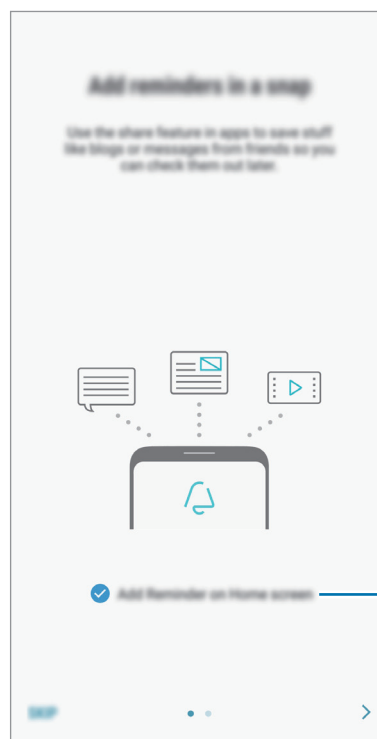 Add reminders in a snap
Use the share feature in apps to save stuff
like blogs or messages from friends so you
can check them out later.
Add Reminder on Home screen
SKIP